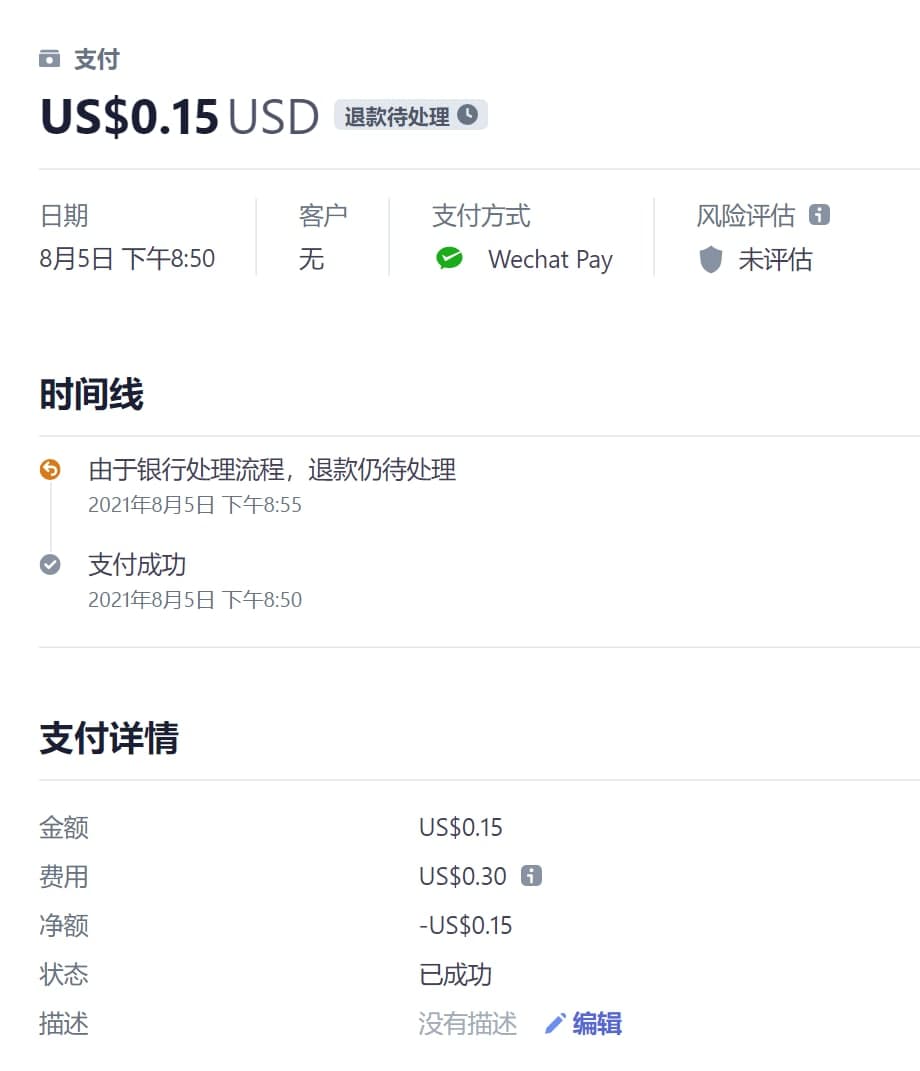 支付
US$0.15 USD 退款待处理
日期 客户 支付方式 风险评估
8月5日 下午8:50 无 Wechat Pay 未评估
时间线
由于银行处理流程，退款仍待处理
2021年8月5日 下午8:55
支付成功
2021年8月5日 下午8:50
支付详情
金额 US$0.15
费用 US$0.30
净额 -US$0.15
状态 已成功
描述 没有描述 编辑